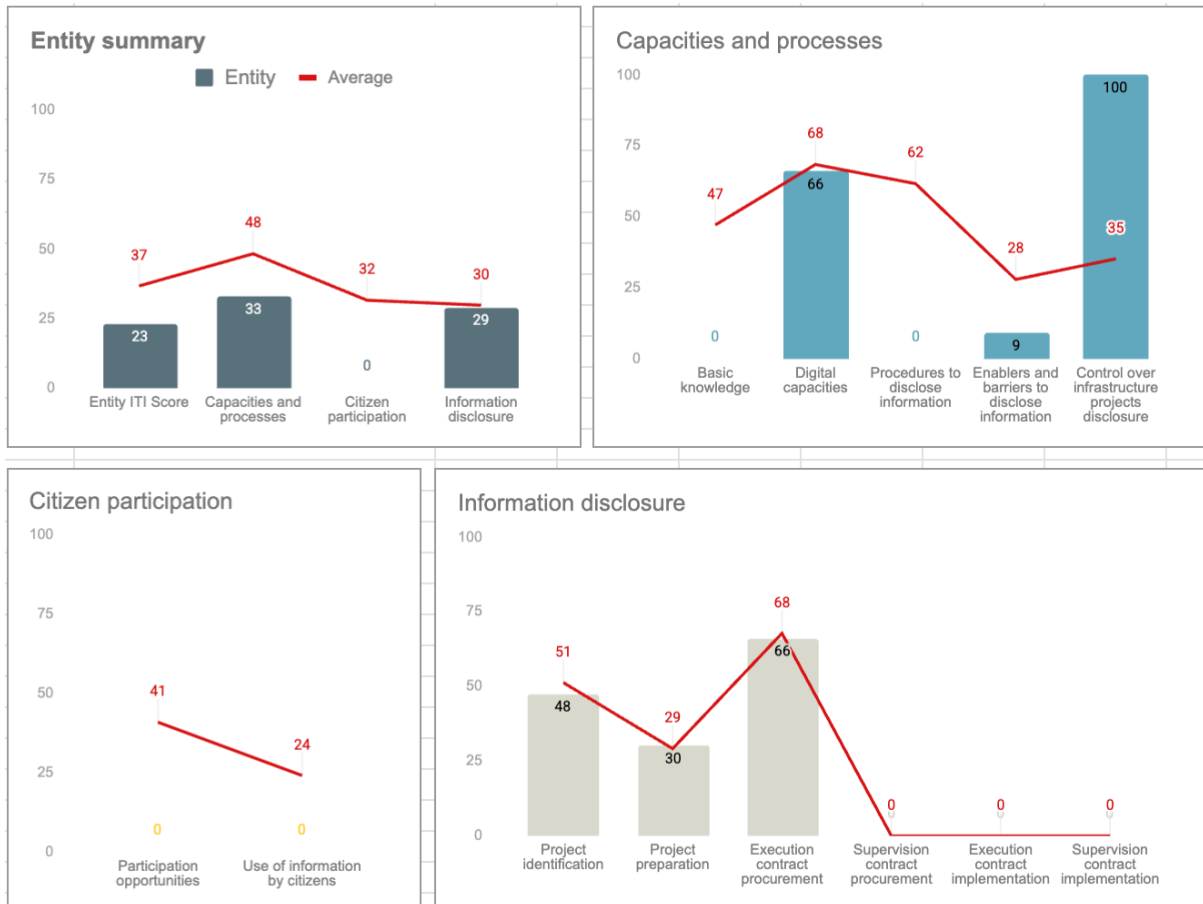 Entity summary
Entity
Average
100
75
50
25
0
37
48
32
30
23
33
0
29
Entity ITI Score
Capacities and
processes
Citizen
participation
Information
disclosure
Capacities and processes
100
75
50
25
0
47
68
62
28
35
0
66
0
9
100
Basic
knowledge
Digital
capacities
Procedures to
disclose
information
Enablers and
barriers to
disclose
information
Control over
infrastructure
projects
disclosure
Citizen participation
100
75
50
25
0
41
24
0
0
Participation
opportunities
Use of information
by citizens
Information disclosure
100
75
50
25
0
51
29
68
0
0
0
48
30
66
0
0
0
Project
identification
Project
preparation
Execution
contract
procurement
Supervision
contract
procurement
Execution
contract
implementation
Supervision
contract
implementation